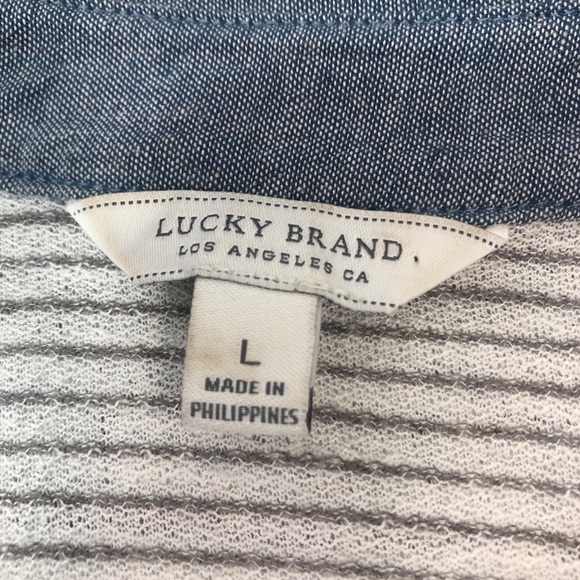 LUCKY BRAND.
LOS ANGELES CA
L
MADE IN
PHILIPPINES